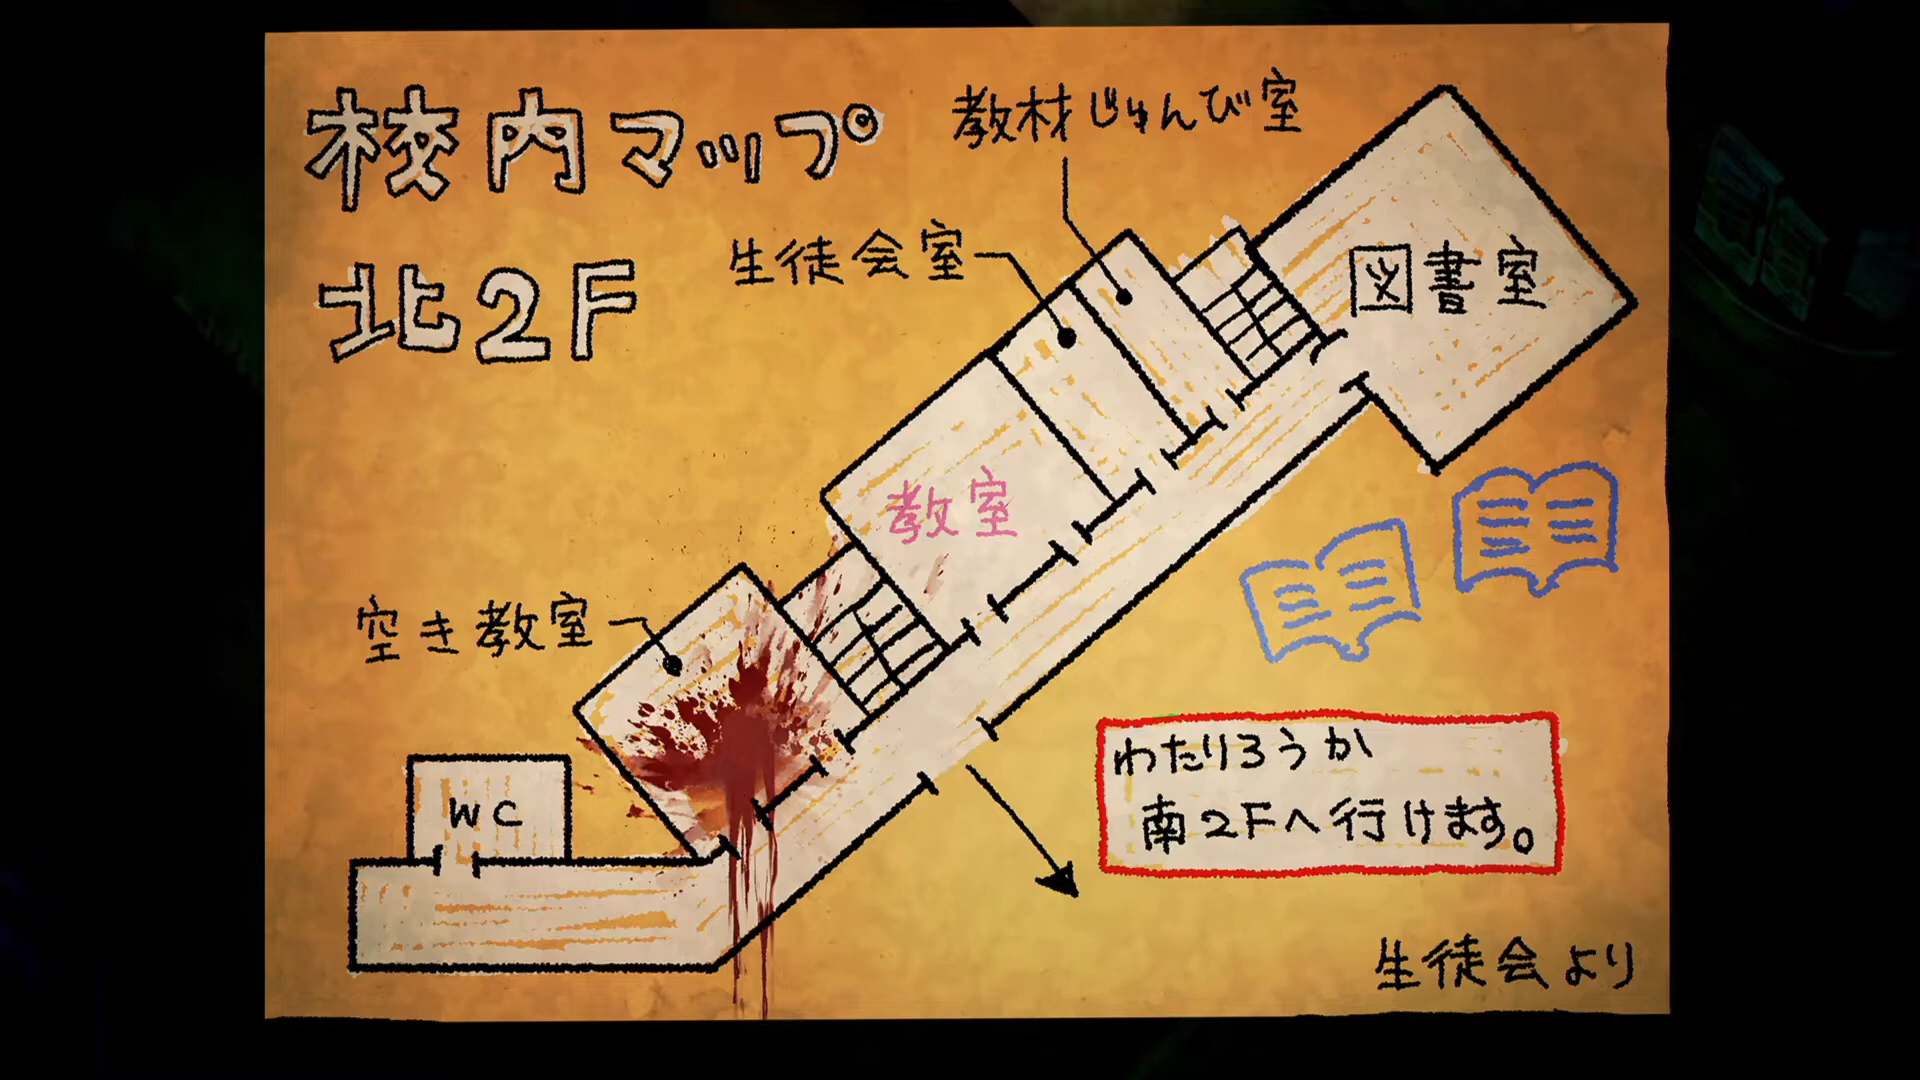 校内マップ
北2F
教材じゅんび室
生徒会室
図書室
教室
空き教室
WC
わたりろうか
南2Fへ行けます。
生徒会より